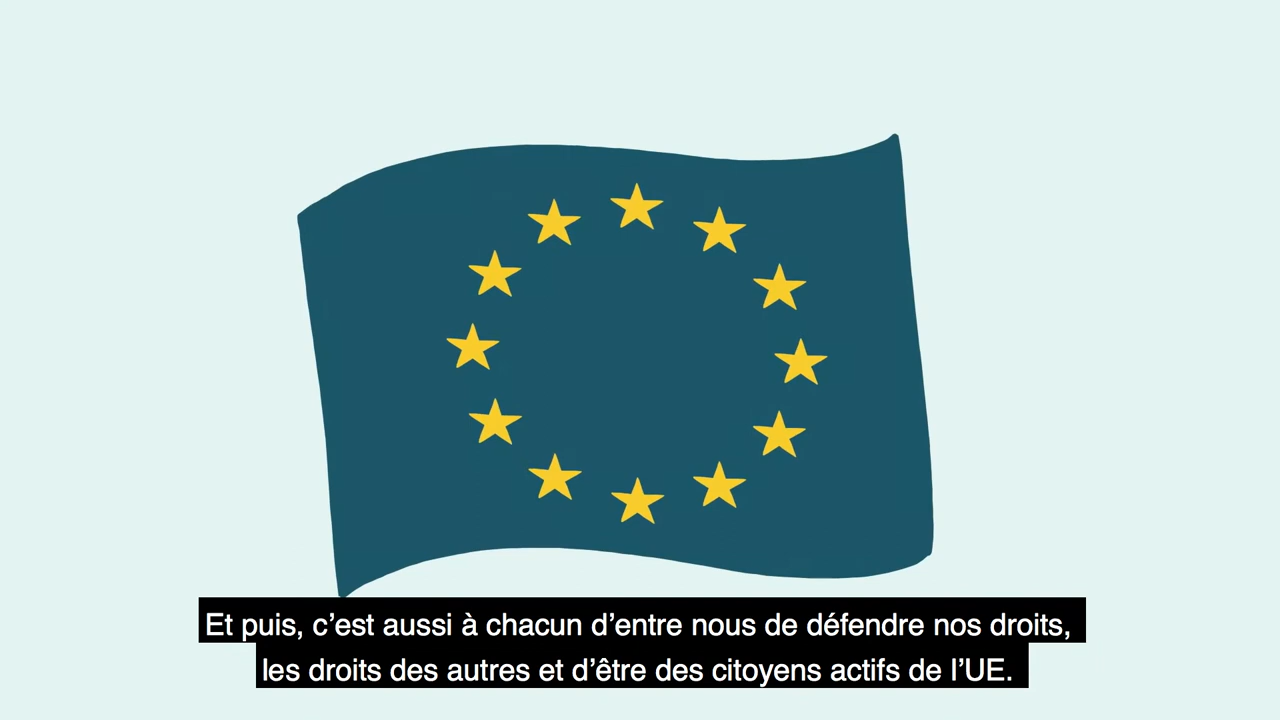 Et puis, c’est aussi à chacun d’entre nous de défendre nos droits,
les droits des autres et d’être des citoyens actifs de l’UE.